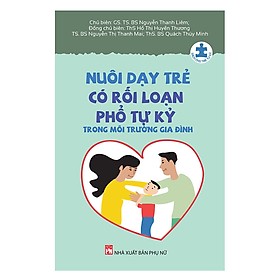 Chủ biên: GS. TS. BS Nguyễn Thanh Liêm;
Đồng chủ biên: ThS Hồ Thị Huyền Thương
TS. BS Nguyễn Thị Thanh Mai; ThS. BS Quách Thúy Minh
NUÔI DẠY TRẺ
CÓ RỐI LOẠN
PHỔ TỰ KỶ
TRONG MÔI TRƯỜNG GIA ĐÌNH
NHÀ XUẤT BẢN PHỤ NỮ